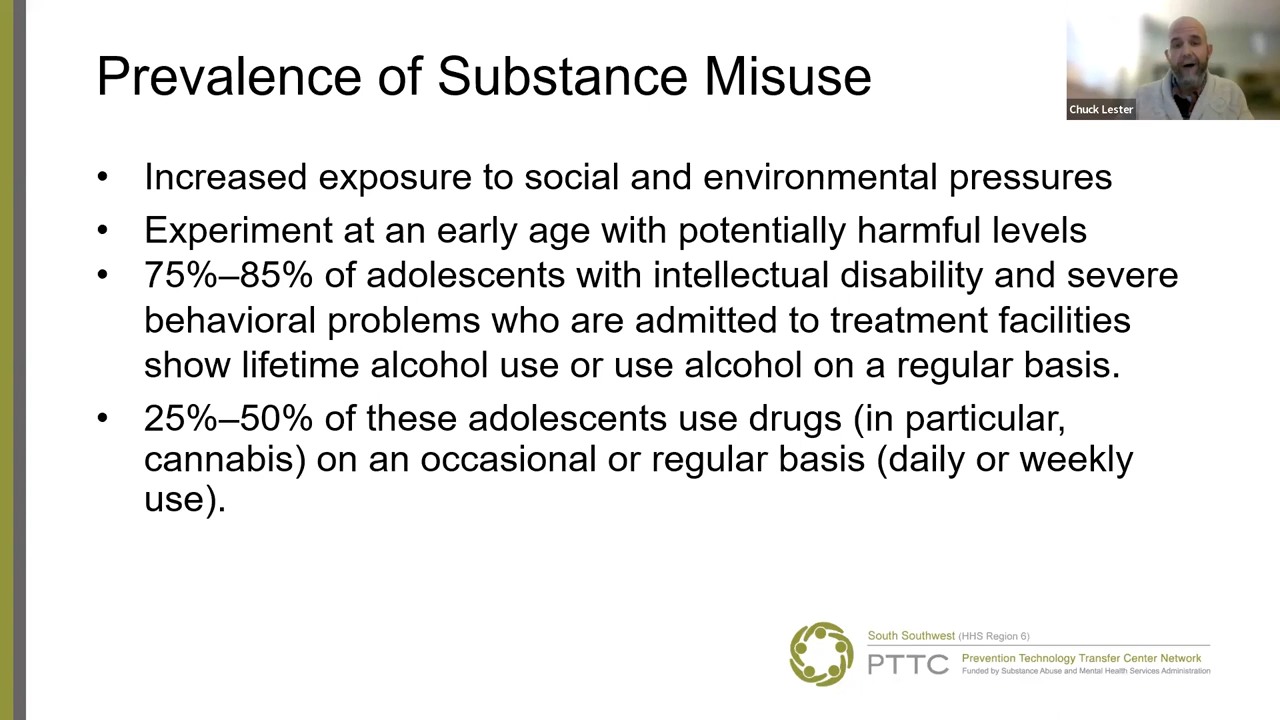 Prevalence of Substance Misuse
Chuck Lester
• Increased exposure to social and environmental pressures
• Experiment at an early age with potentially harmful levels
• 75%–85% of adolescents with intellectual disability and severe
behavioral problems who are admitted to treatment facilities
show lifetime alcohol use or use alcohol on a regular basis.
• 25%–50% of these adolescents use drugs (in particular,
cannabis) on an occasional or regular basis (daily or weekly
use).
South Southwest (HHS Region 6)
PTTC
Prevention Technology Transfer Center Network
Funded by Substance Abuse and Mental Health Services Administration